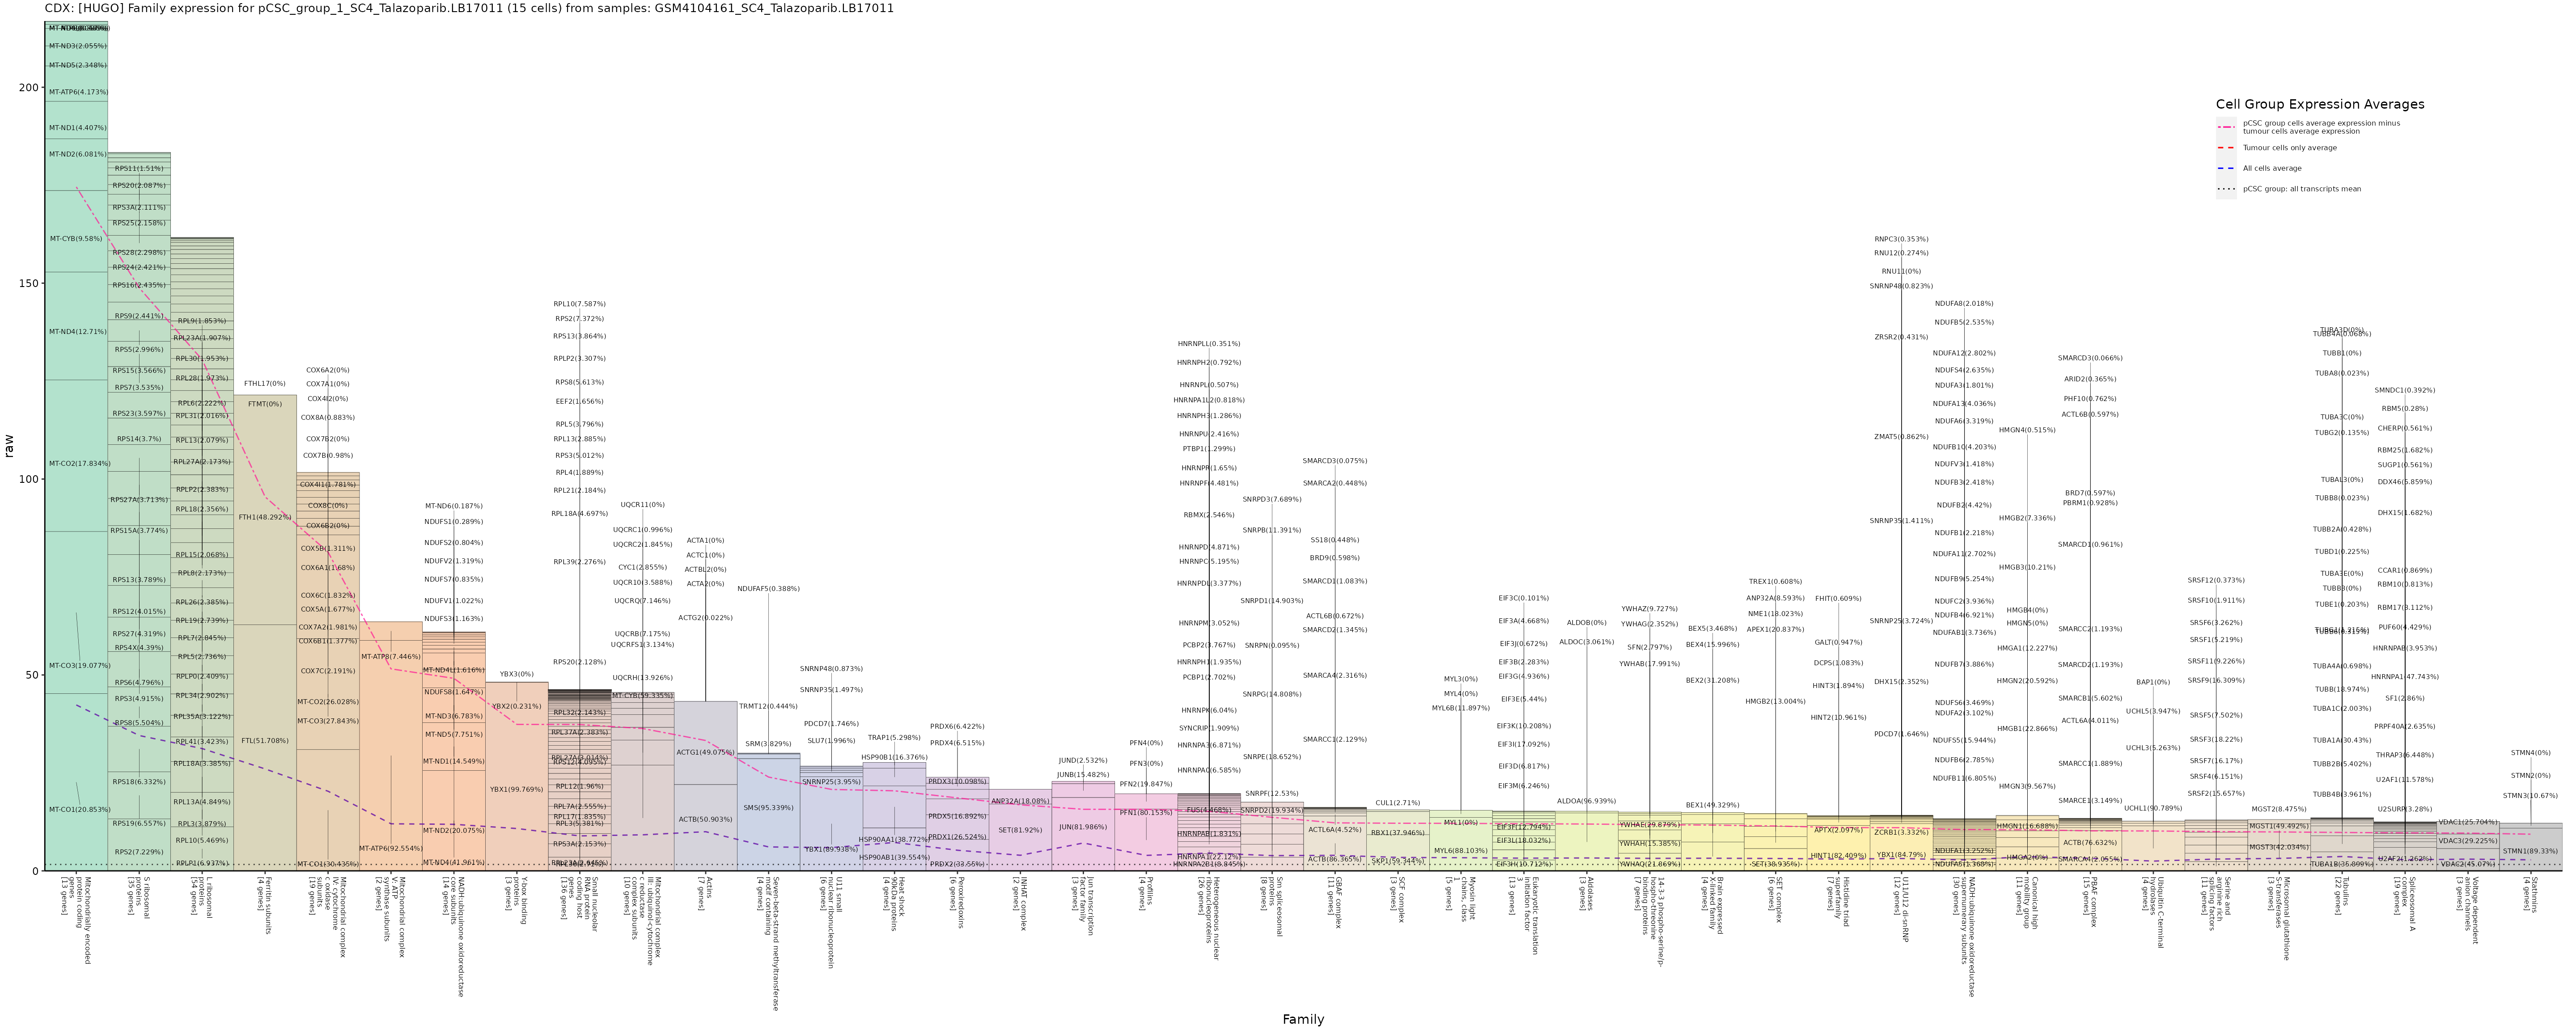 CDX: [HUGO] Family expression for pCSC_group_1_SC4_Talazoparib.LB17011 (15 cells) from samples: GSM4104161_SC4_Talazoparib.LB17011
raw
200
150
100
50
0
Cell Group Expression Averages
pCSC group cells average expression minus
tumour cells average expression
Tumour cells only average
All cells average
pCSC group: all transcripts mean
MT-ND3(2.055%)
MT-ND5(2.348%)
MT-ATP6(4.173%)
MT-ND1(4.407%)
MT-ND2(6.081%)
MT-CYB(9.58%)
MT-ND4(12.71%)
MT-CO2(17.834%)
MT-CO3(19.077%)
MT-CO1(20.853%)
RPS11(1.51%)
RPS20(2.087%)
RPS3A(2.111%)
RPS25(2.158%)
RPS28(2.298%)
RPS24(2.421%)
RPS16(2.435%)
RPS9(2.441%)
RPS5(2.996%)
RPS15(3.566%)
RPS7(3.535%)
RPS23(3.597%)
RPS14(3.7%)
RPS27A(3.713%)
RPS15A(3.774%)
RPS13(3.789%)
RPS12(4.015%)
RPS27(4.319%)
RPS4X(4.39%)
RPS6(4.796%)
RPS3(4.915%)
RPS8(5.504%)
RPS18(6.332%)
RPS19(6.557%)
RPS2(7.229%)
RPL9(1.853%)
RPL23A(1.907%)
RPL30(1.953%)
RPL28(1.973%)
RPL6(2.222%)
RPL31(2.016%)
RPL13(2.079%)
RPL27A(2.173%)
RPLP2(2.383%)
RPL18(2.356%)
RPL15(2.068%)
RPL8(2.173%)
RPL26(2.385%)
RPL19(2.739%)
RPL7(2.845%)
RPL5(2.736%)
RPLP0(2.409%)
RPL34(2.902%)
RPL35A(3.122%)
RPL41(3.423%)
RPL18A(3.385%)
RPL13A(4.849%)
RPL3(3.879%)
RPL10(5.469%)
RPLP1(6.937%)
FTHL17(0%)
FTMT(0%)
FTH1(48.292%)
FTL(51.708%)
COX6A2(0%)
COX7A1(0%)
COX4I2(0%)
COX8A(0.883%)
COX7B2(0%)
COX7B(0.98%)
COX4I1(1.781%)
COX8C(0%)
COX6B2(0%)
COX5B(1.311%)
COX6A1(1.68%)
COX6C(1.832%)
COX5A(1.677%)
COX7A2(1.981%)
COX6B1(1.377%)
COX7C(2.191%)
MT-CO2(26.028%)
MT-CO3(27.843%)
MT-CO1(30.435%)
MT-ATP8(7.446%)
MT-ATP6(92.554%)
MT-ND6(0.187%)
NDUFS1(0.289%)
NDUFS2(0.804%)
NDUFV2(1.319%)
NDUFS7(0.835%)
NDUFV1(1.022%)
NDUFS3(1.163%)
MT-ND4L(1.616%)
NDUFS8(1.647%)
MT-ND3(6.783%)
MT-ND5(7.751%)
MT-ND1(14.549%)
MT-ND2(20.075%)
MT-ND4(41.961%)
YBX3(0%)
YBX2(0.231%)
YBX1(99.769%)
RPL10(7.587%)
RPS2(7.372%)
RPS13(3.864%)
RPLP2(3.307%)
RPS8(5.613%)
EEF2(1.656%)
RPL5(3.796%)
RPL13(2.885%)
RPS3(5.012%)
RPL4(1.889%)
RPL21(2.184%)
RPL18A(4.697%)
RPL39(2.276%)
RPS20(2.128%)
RPL32(2.143%)
RPL37A(2.383%)
RPS12(4.095%)
RPL12(1.96%)
RPL7A(2.555%)
RPL17(1.835%)
RPL3(5.381%)
RPS3A(2.153%)
UQCR11(0%)
UQCRC1(0.996%)
UQCRC2(1.845%)
CYC1(2.855%)
UQCR10(3.588%)
UQCRQ(7.146%)
UQCRB(7.175%)
UQCRFS1(3.134%)
UQCRH(13.926%)
MT-CYB(59.335%)
ACTA1(0%)
ACTC1(0%)
ACTBL2(0%)
ACTA2(0%)
ACTG2(0.022%)
ACTG1(49.075%)
ACTB(50.903%)
NDUFAF5(0.388%)
TRMT12(0.444%)
SRM(3.829%)
SMS(95.339%)
SNRNP48(0.873%)
SNRNP35(1.497%)
PDCD7(1.746%)
SLU7(1.996%)
SNRNP25(3.95%)
YBX1(89.938%)
TRAP1(5.298%)
HSP90B1(16.376%)
HSP90AA1(38.772%)
HSP90AB1(39.554%)
PRDX6(6.422%)
PRDX4(6.515%)
PRDX3(10.098%)
PRDX5(16.892%)
PRDX1(26.524%)
PRDX2(33.55%)
ANP32A(18.08%)
SET(81.92%)
JUND(2.532%)
JUNB(15.482%)
JUN(81.986%)
PFN4(0%)
PFN3(0%)
PFN2(19.847%)
PFN1(80.153%)
HNRNPLL(0.351%)
HNRNPH2(0.792%)
HNRNPL(0.507%)
HNRNPA1L2(0.818%)
HNRNPH3(1.286%)
HNRNPU(2.416%)
PTBP1(1.299%)
HNRNPR(1.65%)
HNRNPF(4.481%)
RBMX(2.546%)
HNRNPD(4.871%)
HNRNPC(5.195%)
HNRNPDL(3.377%)
HNRNPM(3.052%)
PCBP2(3.767%)
HNRNPH1(1.935%)
PCBP1(2.702%)
HNRNPK(6.04%)
SYNCRIP(1.909%)
HNRNPA3(6.871%)
HNRNPA0(6.585%)
FUS(4.468%)
HNRNPAB(1.831%)
HNRNPA1(22.12%)
HNRNPA2B1(8.845%)
SNRPD3(7.689%)
SNRPB(11.391%)
SNRPD1(14.903%)
SNRPN(0.095%)
SNRPG(14.808%)
SNRPE(18.652%)
SNRPF(12.53%)
SNRPD2(19.934%)
SMARCD3(0.075%)
SMARCA2(0.448%)
SS18(0.448%)
BRD9(0.598%)
SMARCD1(1.083%)
ACTL6B(0.672%)
SMARCD2(1.345%)
SMARCA4(2.316%)
SMARCC1(2.129%)
ACTL6A(4.52%)
ACTB(86.365%)
CUL1(2.71%)
RBX1(37.946%)
SKP1(59.344%)
MYL3(0%)
MYL4(0%)
MYL6B(11.897%)
MYL1(0%)
MYL6(88.103%)
EIF3C(0.101%)
EIF3A(4.668%)
EIF3J(0.672%)
EIF3B(2.283%)
EIF3G(4.936%)
EIF3E(5.44%)
EIF3K(10.208%)
EIF3I(17.092%)
EIF3D(6.817%)
EIF3M(6.246%)
EIF3F(12.794%)
EIF3L(18.032%)
EIF3H(10.712%)
ALDOB(0%)
ALDOC(3.061%)
ALDOA(96.939%)
YWHAZ(9.727%)
YWHAG(2.352%)
SFN(2.797%)
YWHAB(17.991%)
YWHAE(29.879%)
YWHAH(15.385%)
YWHAQ(21.869%)
BEX5(3.468%)
BEX4(15.996%)
BEX2(31.208%)
BEX1(49.329%)
TREX1(0.608%)
ANP32A(8.593%)
NME1(18.023%)
APEX1(20.837%)
HMGB2(13.004%)
SET(38.935%)
FHIT(0.609%)
GALT(0.947%)
DCPS(1.083%)
HINT3(1.894%)
HINT2(10.961%)
APTX(2.097%)
HINT1(82.409%)
RNPC3(0.353%)
RNU12(0.274%)
RNU11(0%)
SNRNP48(0.823%)
ZRSR2(0.431%)
ZMAT5(0.862%)
SNRNP35(1.411%)
SNRNP25(3.724%)
DHX15(2.352%)
PDCD7(1.646%)
ZCRB1(3.332%)
YBX1(84.79%)
NDUFA8(2.018%)
NDUFB5(2.535%)
NDUFA12(2.802%)
NDUFS4(2.635%)
NDUFA3(1.801%)
NDUFA13(4.036%)
NDUFA6(3.319%)
NDUFB10(4.203%)
NDUFV3(1.418%)
NDUFB3(2.418%)
NDUFB2(4.42%)
NDUFB1(2.218%)
NDUFA11(2.702%)
NDUFB9(5.254%)
NDUFC2(3.936%)
NDUFB4(6.921%)
NDUFAB1(3.736%)
NDUFB7(3.886%)
NDUFS6(3.469%)
NDUFA2(3.102%)
NDUFS5(15.944%)
NDUFB6(2.785%)
NDUFB11(6.805%)
NDUFA1(3.252%)
NDUFA5(1.368%)
HMGN4(0.515%)
HMGB2(7.336%)
HMGB3(10.21%)
HMGB4(0%)
HMGN5(0%)
HMGA1(12.227%)
HMGN2(20.592%)
HMGB1(22.866%)
HMGN3(9.567%)
HMGN1(16.688%)
HMGA2(0%)
SMARCD3(0.066%)
ARID2(0.365%)
PHF10(0.762%)
ACTL6B(0.597%)
BRD7(0.597%)
PBRM1(0.928%)
SMARCD1(0.961%)
SMARCC2(1.193%)
SMARCD2(1.193%)
SMARCB1(5.602%)
ACTL6A(4.011%)
SMARCC1(1.889%)
SMARCE1(3.149%)
ACTB(76.632%)
SMARCA4(2.055%)
BAP1(0%)
UCHL5(3.947%)
UCHL3(5.263%)
UCHL1(90.789%)
SRSF12(0.373%)
SRSF10(1.911%)
SRSF6(3.262%)
SRSF1(5.219%)
SRSF11(9.226%)
SRSF9(16.309%)
SRSF5(7.502%)
SRSF3(18.22%)
SRSF7(16.17%)
SRSF4(6.151%)
SRSF2(15.657%)
MGST2(8.475%)
MGST1(49.492%)
MGST3(42.034%)
TUBA3D(0%)
TUBB4A(0.068%)
TUBB1(0%)
TUBA8(0.023%)
TUBA3C(0%)
TUBG2(0.135%)
TUBAL3(0%)
TUBB8(0.023%)
TUBB2A(0.428%)
TUBD1(0.225%)
TUBA3E(0%)
TUBB3(0%)
TUBE1(0.203%)
TUBA4A(0.698%)
TUBB(18.974%)
TUBA1C(2.003%)
TUBA1A(30.43%)
TUBB2B(5.402%)
TUBB4B(3.961%)
TUBA1B(35.809%)
SMNDC1(0.392%)
RBM5(0.28%)
CHERP(0.561%)
RBM25(1.682%)
SUGP1(0.561%)
DDX46(5.859%)
DHX15(1.682%)
CCAR1(0.869%)
RBM10(0.813%)
RBM17(3.112%)
PUF60(4.429%)
HNRNPAB(3.953%)
HNRNPA1(47.743%)
SF1(2.86%)
PRPF40A(2.635%)
THRAP3(6.448%)
U2AF1(11.578%)
U2SURP(3.28%)
U2AF2(1.262%)
VDAC1(25.704%)
VDAC3(29.225%)
VDAC2(45.07%)
STMN4(0%)
STMN2(0%)
STMN3(10.67%)
STMN1(89.33%)
Mitochondrially encoded
protein coding
genes
[13 genes]
S ribosomal
proteins
[35 genes]
L ribosomal
proteins
[54 genes]
Ferritin subunits
[4 genes]
Mitochondrial complex
IV: cytochrome
c oxidase
subunits
[19 genes]
Mitochondrial complex
V: ATP
synthase subunits
[2 genes]
NADH:ubiquinone oxidoreductase
core subunits
[14 genes]
Y-box binding
proteins
[3 genes]
Small nucleolar
RNA protein
coding host
genes
[136 genes]
Mitochondrial complex
III: ubiquinol-cytochrome
c reductase
complex subunits
[10 genes]
Actins
[7 genes]
Seven-beta-strand methyltransferase
motif containing
[4 genes]
U11 small
nuclear ribonucleoprotein
[6 genes]
Heat shock
90kDa proteins
[4 genes]
Peroxiredoxins
[6 genes]
INHAT complex
[2 genes]
Jun transcription
factor family
[3 genes]
Profilins
[4 genes]
Heterogeneous nuclear
ribonucleoproteins
[26 genes]
Sm spliceosomal
proteins
[8 genes]
GBAF complex
[11 genes]
SCF complex
[3 genes]
Myosin light
chains, class
[5 genes]
Eukaryotic translation
initiation factor
3
[13 genes]
Aldolases
[3 genes]
14-3-3 phospho-serine/p-
hospho-threonine
binding proteins
[7 genes]
Brain expressed
X-linked family
[4 genes]
SET complex
[6 genes]
Histidine triad
superfamily
[7 genes]
U11/U12 di-snRNP
[12 genes]
NADH:ubiquinone oxidoreductase
supernumerary subunits
[30 genes]
Canonical high
mobility group
[11 genes]
PBAF complex
[15 genes]
Ubiquitin C-terminal
hydrolases
[4 genes]
Serine and
arginine rich
splicing factors
[11 genes]
Microsomal glutathione
S-transferases
[3 genes]
Tubulins
[22 genes]
Spliceosomal A
complex
[19 genes]
Voltage dependent
anion channels
[3 genes]
Stathmins
[4 genes]
Family